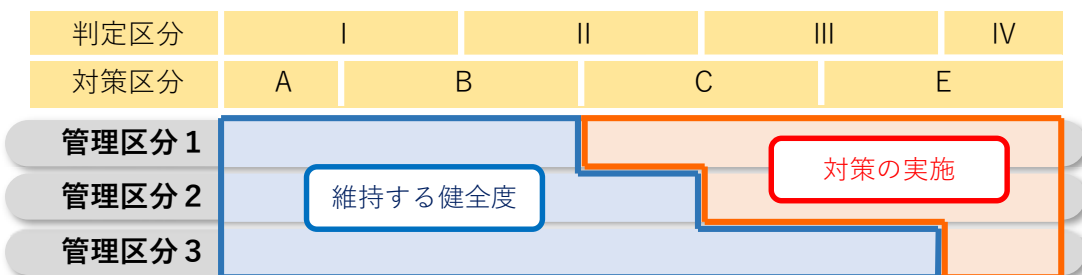 判定区分 Ⅰ Ⅱ Ⅲ Ⅳ
対策区分 A B C E
管理区分１
対策の実施
管理区分２
維持する健全度
管理区分３